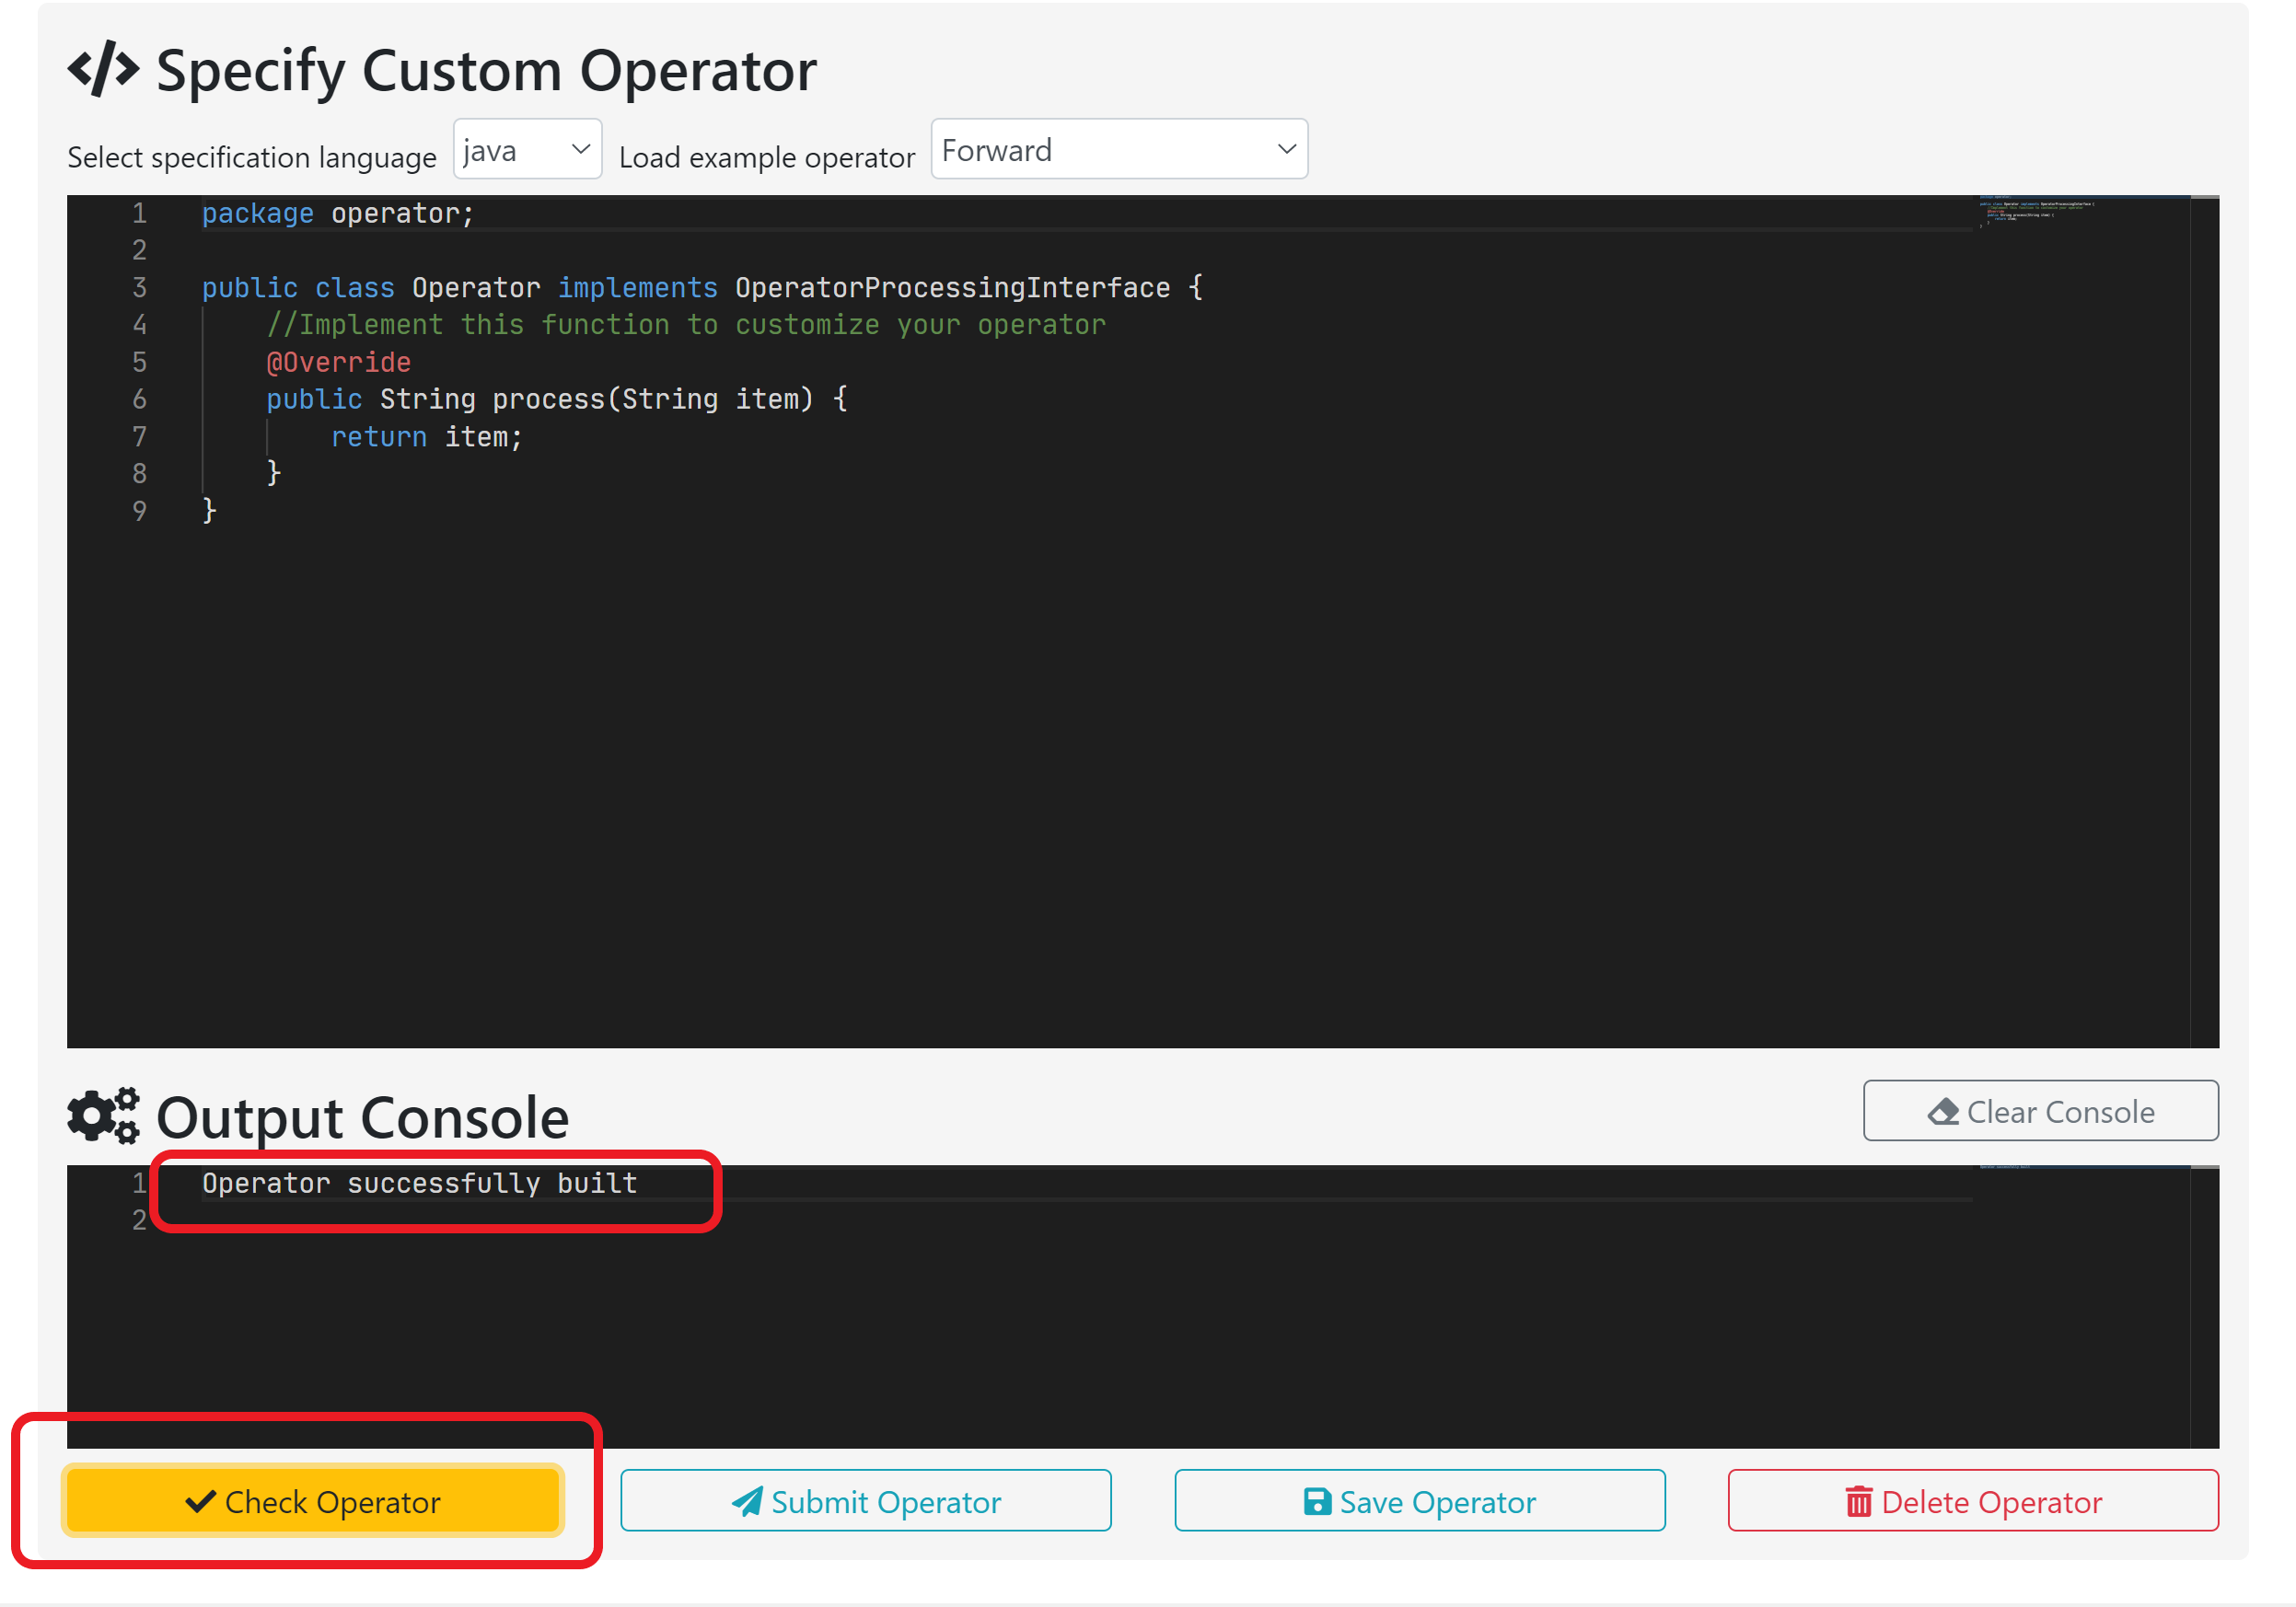 Specify Custom Operator
Select specification language java Load example operator Forward
1 package operator;
2
3 public class Operator implements OperatorProcessingInterface {
4 //Implement this function to customize your operator
5 @Override
6 public String process(String item) {
7 return item;
8 }
9 }
Output Console
Clear Console
1 Operator successfully built
2
Check Operator Submit Operator Save Operator Delete Operator